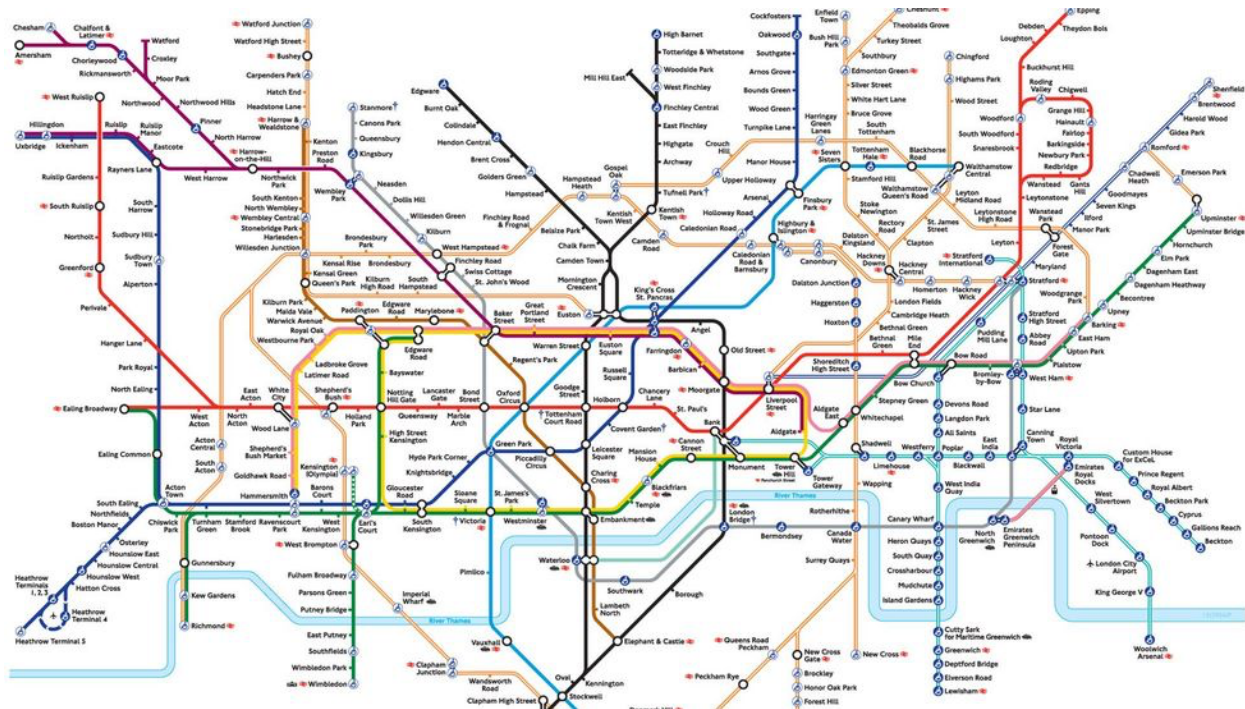 Chesham
Chalfont &
Latimer
Watford
Croxley
Amersham
Chorleywood
Rickmansworth
Moor Park
Northwood
Northwood Hills
West Ruislip
Pinner
North Harrow
Hillingdon
Ruislip
Ruislip
Manor
Eastcote
Uxbridge
Ickenham
Harrow-
on-the-Hill
Rayners Lane
West Harrow
Northwick
Park
Ruislip Gardens
South Ruislip
Northolt
Greenford
Perivale
Hanger Lane
South
Harrow
Sudbury Hill
Sudbury
Town
Alperton
Park Royal
North Ealing
Ealing Broadway
Ealing Common
West
Acton
North
Acton
East
Acton
White
City
Watford Junction
Watford High Street
Bushey
Carpenders Park
Hatch End
Headstone Lane
Harrow &
Wealdstone
Kenton
Preston
Road
South Kenton
North Wembley
Wembley Central
Stonebridge Park
Harlesden
Willesden Junction
Kensal Green
Queen's Park
Kilburn Park
Maida Vale
Warwick Avenue
Royal Oak
Westbourne Park
Ladbroke Grove
Latimer Road
Stanmore
Canons Park
Queensbury
Kingsbury
Wembley
Park
Neasden
Dollis Hill
Willesden Green
Kilburn
West Hampstead
Finchley Road
Swiss Cottage
St. John's Wood
Finchley Road
& Frognal
Brondesbury
Park
Kensal Rise
Brondesbury
Kilburn
High Road
South
Hampstead
Edgware
Burnt Oak
Colindale
Hendon Central
Brent Cross
Golders Green
Hampstead
Belsize Park
Chalk Farm
Camden Town
Mornington
Crescent
Euston
High Barnet
Totteridge & Whetstone
Woodside Park
Mill Hill East
West Finchley
Finchley Central
East Finchley
Highgate
Archway
Tufnell Park
Kentish
Town
Gospel
Oak
Hampstead
Heath
Kentish
Town West
Camden
Road
Crouch
Hill
Upper Holloway
Cockfosters
Oakwood
Southgate
Arnos Grove
Bounds Green
Wood Green
Turnpike Lane
Manor House
Harringay
Green Lanes
Finsbury
Park
Arsenal
Holloway Road
Caledonian Road
Highbury &
Islington
Caledonian
Road &
Barnsbury
Canonbury
King's Cross
St. Pancras
Enfield
Town
Bush Hill
Park
Theobalds Grove
Turkey Street
Southbury
Edmonton Green
Silver Street
White Hart Lane
Bruce Grove
South
Tottenham
Seven
Sisters
Tottenham
Hale
Blackhorse
Road
Stamford Hill
Stoke
Newington
Rectory
Road
Clapton
St. James
Street
Chingford
Highams Park
Wood Street
Walthamstow
Central
Walthamstow
Queen's Road
Leyton
Midland Road
Leytonstone
High Road
Dalston
Kingsland
Hackney
Downs
Hackney
Central
Homerton
Hackney
Wick
London Fields
Cambridge Heath
Bethnal Green
Dalston Junction
Haggerston
Hoxton
Shoreditch
High Street
Epping
Theydon Bois
Debden
Loughton
Buckhurst Hill
Roding
Valley
Chigwell
Grange Hill
Hainault
Fairlop
Barkingside
Newbury Park
Redbridge
Gants
Hill
Wanstead
Woodford
South Woodford
Snaresbrook
Leytonstone
Leyton
Wanstead
Park
Forest
Gate
Maryland
Woodgrange
Park
Stratford
International
Stratford
Shenfield
Brentwood
Harold Wood
Gidea Park
Romford
Emerson Park
Chadwell Heath
Goodmayes
Seven Kings
Ilford
Manor Park
Upminster
Upminster Bridge
Hornchurch
Elm Park
Dagenham East
Dagenham Heathway
Becontree
Upney
Barking
East Ham
Upton Park
Plaistow
West Ham
Stratford
High Street
Abbey
Road
Pudding
Mill Lane
Bow Road
Bromley-
by-Bow
Bow Church
Mile
End
Bethnal
Green
Stepney Green
Whitechapel
Aldgate
East
Aldgate
Liverpool
Street
Moorgate
Barbican
Farringdon
Old Street
Angel
Paddington
Edgware
Road
Marylebone
Baker
Street
Great
Portland
Street
Warren Street
Euston
Square
Regent's Park
Edgware
Road
Bayswater
Notting
Hill Gate
Lancaster
Gate
Bond
Street
Oxford
Circus
Goodge
Street
Russell
Square
Holborn
Chancery
Lane
St. Paul's
Bank
Shepherd's
Bush
Holland
Park
Queensway
Marble
Arch
Tottenham
Court Road
Covent Garden
Leicester
Square
Cannon
Street
Mansion
House
Monument
Tower
Hill
Fenchurch Street
Tower
Gateway
Wood Lane
Shepherd's
Bush Market
Goldhawk Road
Hammersmith
Acton
Central
South
Acton
Acton
Town
South Ealing
Northfields
Boston Manor
Osterley
Hounslow East
Hounslow Central
Hounslow West
Hatton Cross
Heathrow
Terminals
1, 2, 3
Heathrow
Terminal 4
Heathrow Terminal 5
Chiswick
Park
Turnham
Green
Stamford
Brook
Ravenscourt
Park
West
Kensington
Barons
Court
Kensington
(Olympia)
Earl's
Court
High Street
Kensington
Gloucester
Road
South
Kensington
Sloane
Square
Knightsbridge
Hyde Park Corner
Green Park
Piccadilly
Circus
Victoria
St. James's
Park
Westminster
Charing
Cross
Embankment
Temple
Blackfriars
River Thames
London
Bridge
Bermondsey
Canada
Water
Rotherhithe
Wapping
Shadwell
Limehouse
Westferry
Poplar
Blackwall
East
India
Canning
Town
Star Lane
Devons Road
Langdon Park
All Saints
West India
Quay
Canary Wharf
Heron Quays
South Quay
Crossharbour
Mudchute
Island Gardens
Cutty Sark
for Maritime Greenwich
Greenwich
Deptford Bridge
Elverson Road
Lewisham
North
Greenwich
Emirates
Greenwich
Peninsula
Royal
Victoria
Emirates
Royal
Docks
Custom House
for ExCeL
Prince Regent
Royal Albert
Beckton Park
Cyprus
Gallions Reach
Beckton
West
Silvertown
Pontoon
Dock
London City
Airport
King George V
Woolwich
Arsenal
Gunnersbury
Kew Gardens
Richmond
West Brompton
Fulham Broadway
Parsons Green
Putney Bridge
East Putney
Southfields
Wimbledon Park
Wimbledon
Imperial
Wharf
River Thames
Clapham
Junction
Wandsworth
Road
Clapham High Street
Pimlico
Vauxhall
Waterloo
Southwark
Lambeth
North
Borough
Elephant & Castle
Kennington
Oval
Stockwell
Surrey Quays
Queens Road
Peckham
Peckham Rye
New Cross
Gate
New Cross
Brockley
Honor Oak Park
Forest Hill